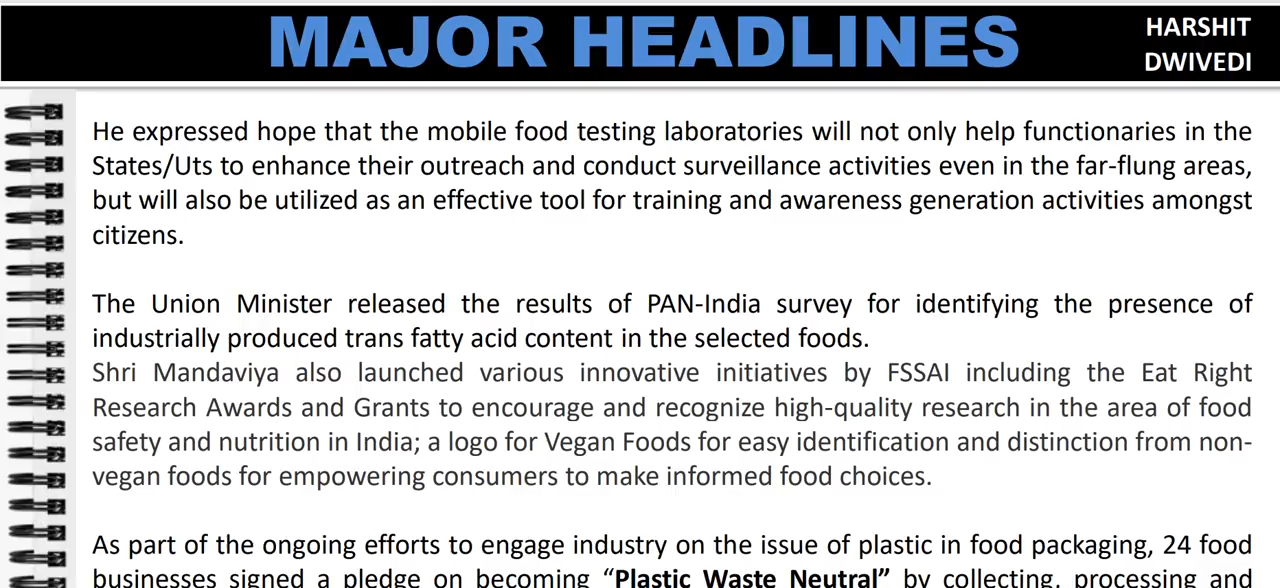 MAJOR HEADLINES
HARSHIT
DWIVEDI
He expressed hope that the mobile food testing laboratories will not only help functionaries in the
States/Uts to enhance their outreach and conduct surveillance activities even in the far-flung areas,
but will also be utilized as an effective tool for training and awareness generation activities amongst
citizens.
The Union Minister released the results of PAN-India survey for identifying the presence of
industrially produced trans fatty acid content in the selected foods.
Shri Mandaviya also launched various innovative initiatives by FSSAI including the Eat Right
Research Awards and Grants to encourage and recognize high-quality research in the area of food
safety and nutrition in India; a logo for Vegan Foods for easy identification and distinction from non-
vegan foods for empowering consumers to make informed food choices.
As part of the ongoing efforts to engage industry on the issue of plastic in food packaging, 24 food
businesses signed a pledge on becoming “Plastic Waste Neutral” by collecting, processing and